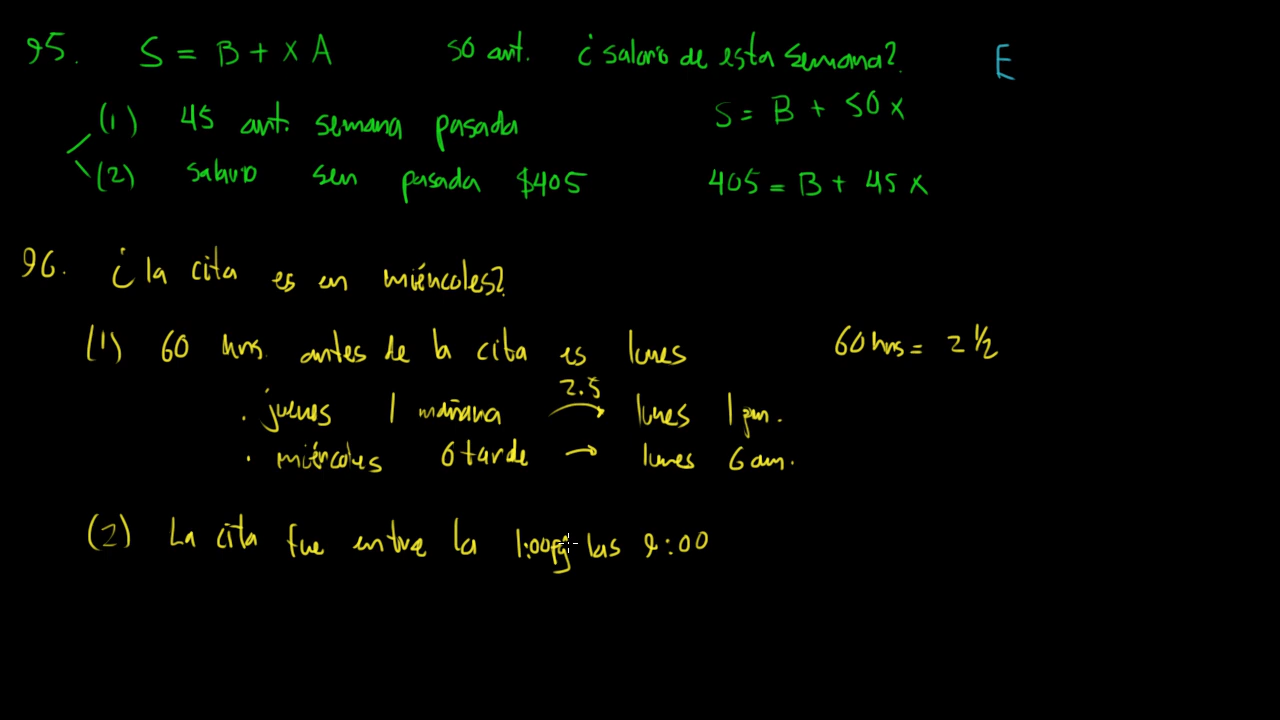 95. S = B + x A 50 ant. ¿salario de esta semana? E
(1) 45 ant. semana pasada S = B + 50 x
(2) salario sem pasada $405 405 = B + 45 x
96. ¿la cita es en miércoles?
(1) 60 hrs. antes de la cita es lunes 60 hrs = 2 1/2
. jueves 1 mañana 2.5 → lunes 1 pm.
. miércoles 6 tarde → lunes 6 am.
(2) La cita fue entre la 1:00 y las :00